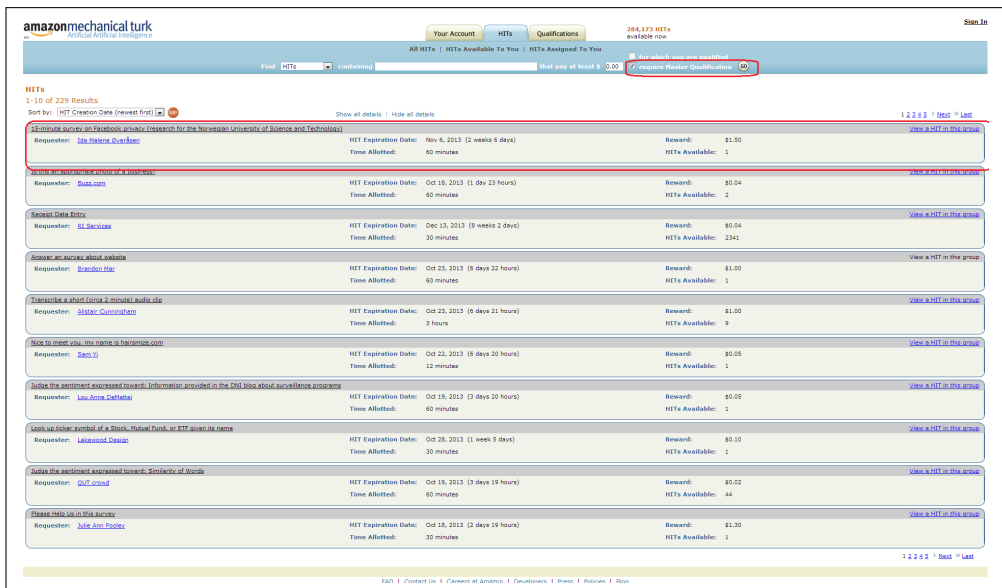 Sign In
amazonmechanical turk
Artificial Artificial Intelligence
Your Account HITs Qualifications
284,173 HITs
available now
All HITs | HITs Available To You | HITs Assigned To You
for which you are qualified
Find HITs containing that pay at least $ 0.00 require Master Qualification GO
HITs
1-10 of 229 Results
Sort by: HIT Creation Date (newest first) GO! Show all details | Hide all details 1 2 3 4 5 › Next » Last
15-minute survey on Facebook privacy (research for the Norwegian University of Science and Technology) View a HIT in this group
Requester: Ida Malene Øveråsen HIT Expiration Date: Nov 6, 2013 (2 weeks 6 days) Reward: $1.50
Time Allotted: 60 minutes HITs Available: 1
Is this an appropriate photo of a business? View a HIT in this group
Requester: Buzz.com HIT Expiration Date: Oct 18, 2013 (1 day 23 hours) Reward: $0.04
Time Allotted: 60 minutes HITs Available: 2
Receipt Data Entry View a HIT in this group
Requester: RI Services HIT Expiration Date: Dec 13, 2013 (8 weeks 2 days) Reward: $0.04
Time Allotted: 30 minutes HITs Available: 2341
Answer an survey about website View a HIT in this group
Requester: Brandon Mar HIT Expiration Date: Oct 23, 2013 (6 days 22 hours) Reward: $1.00
Time Allotted: 60 minutes HITs Available: 1
Transcribe a short (circa 2 minute) audio clip View a HIT in this group
Requester: Alistair Cunningham HIT Expiration Date: Oct 23, 2013 (6 days 21 hours) Reward: $1.00
Time Allotted: 3 hours HITs Available: 9
Nice to meet you, my name is hairsmize.com View a HIT in this group
Requester: Sam Yi HIT Expiration Date: Oct 22, 2013 (6 days 20 hours) Reward: $0.05
Time Allotted: 12 minutes HITs Available: 1
Judge the sentiment expressed toward: Information provided in the DNI blog about surveillance programs View a HIT in this group
Requester: Lou Anne DeMattei HIT Expiration Date: Oct 19, 2013 (3 days 20 hours) Reward: $0.05
Time Allotted: 60 minutes HITs Available: 1
Look up ticker symbol of a Stock, Mutual Fund, or ETF given its name View a HIT in this group
Requester: Lakewood Design HIT Expiration Date: Oct 28, 2013 (1 week 5 days) Reward: $0.10
Time Allotted: 30 minutes HITs Available: 1
Judge the sentiment expressed toward: Similarity of Words View a HIT in this group
Requester: OUT crowd HIT Expiration Date: Oct 19, 2013 (3 days 19 hours) Reward: $0.02
Time Allotted: 60 minutes HITs Available: 44
Please Help Us in this survey View a HIT in this group
Requester: Julie Ann Pooley HIT Expiration Date: Oct 18, 2013 (2 days 19 hours) Reward: $1.30
Time Allotted: 30 minutes HITs Available: 1
1 2 3 4 5 › Next » Last
FAQ | Contact Us | Careers at Amazon | Developers | Press | Policies | Blog